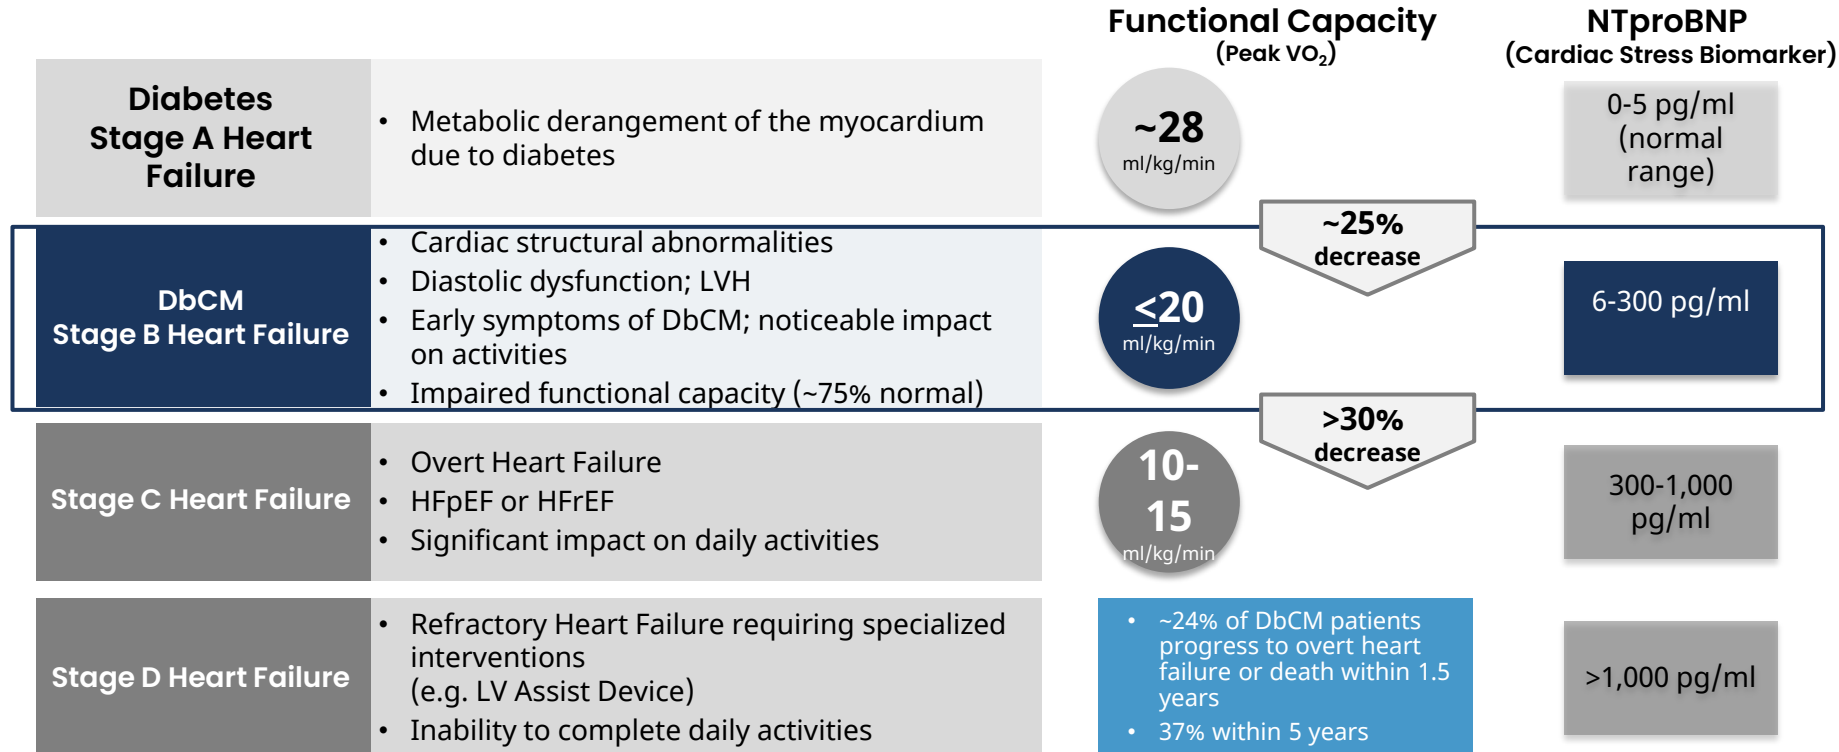 Functional Capacity
(Peak VO₂)
NTproBNP
(Cardiac Stress Biomarker)
Diabetes
Stage A Heart
Failure
• Metabolic derangement of the myocardium
due to diabetes
~28
ml/kg/min
0-5 pg/ml
(normal
range)
~25%
decrease
DbCM
Stage B Heart Failure
• Cardiac structural abnormalities
• Diastolic dysfunction; LVH
• Early symptoms of DbCM; noticeable impact
on activities
• Impaired functional capacity (~75% normal)
≤20
ml/kg/min
6-300 pg/ml
>30%
decrease
Stage C Heart Failure
• Overt Heart Failure
• HFpEF or HFrEF
• Significant impact on daily activities
10-
15
ml/kg/min
300-1,000
pg/ml
Stage D Heart Failure
• Refractory Heart Failure requiring specialized
interventions
(e.g. LV Assist Device)
• Inability to complete daily activities
• ~24% of DbCM patients
progress to overt heart
failure or death within 1.5
years
• 37% within 5 years
>1,000 pg/ml